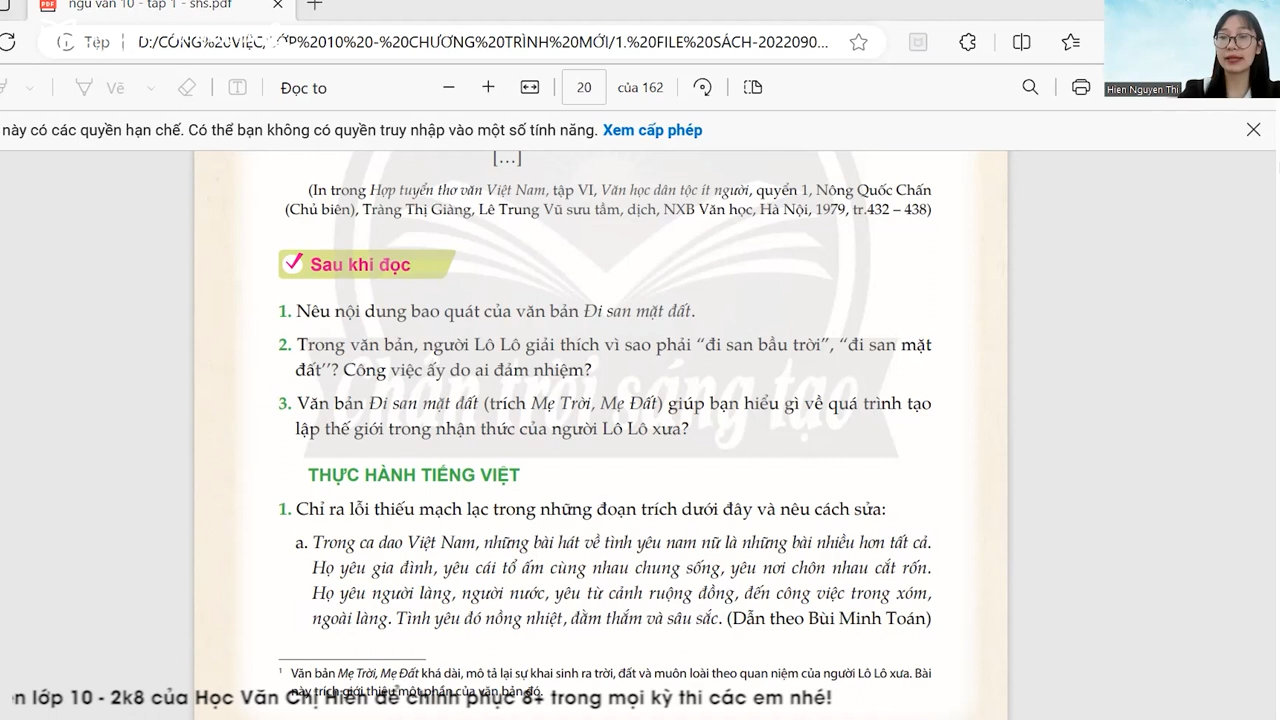 ngu van 10 - tap 1 - shs.pdf
Tệp
D:/CÔNG%20VIỆC/LỚP%2010%20-%20CHƯƠNG%20TRÌNH%20MỚI/1.%20FILE%20SÁCH-2022090...
Vẽ
Đọc to
20
của 162
Hien Nguyen Thi
này có các quyền hạn chế. Có thể bạn không có quyền truy nhập vào một số tính năng. Xem cấp phép
[...]
(In trong Hợp tuyển thơ văn Việt Nam, tập VI, Văn học dân tộc ít người, quyển 1, Nông Quốc Chấn
(Chủ biên), Tràng Thị Giàng, Lê Trung Vũ sưu tầm, dịch, NXB Văn học, Hà Nội, 1979, tr.432 – 438)
Sau khi đọc
1. Nêu nội dung bao quát của văn bản Đi san mặt đất.
2. Trong văn bản, người Lô Lô giải thích vì sao phải “đi san bầu trời”, “đi san mặt
đất’’? Công việc ấy do ai đảm nhiệm?
3. Văn bản Đi san mặt đất (trích Mẹ Trời, Mẹ Đất) giúp bạn hiểu gì về quá trình tạo
lập thế giới trong nhận thức của người Lô Lô xưa?
Chân trời sáng tạo
THỰC HÀNH TIẾNG VIỆT
1. Chỉ ra lỗi thiếu mạch lạc trong những đoạn trích dưới đây và nêu cách sửa:
a. Trong ca dao Việt Nam, những bài hát về tình yêu nam nữ là những bài nhiều hơn tất cả.
Họ yêu gia đình, yêu cái tổ ấm cùng nhau chung sống, yêu nơi chôn nhau cắt rốn.
Họ yêu người làng, người nước, yêu từ cảnh ruộng đồng, đến công việc trong xóm,
ngoài làng. Tình yêu đó nồng nhiệt, đằm thắm và sâu sắc. (Dẫn theo Bùi Minh Toán)
1 Văn bản Mẹ Trời, Mẹ Đất khá dài, mô tả lại sự khai sinh ra trời, đất và muôn loài theo quan niệm của người Lô Lô xưa. Bài
này trích giới thiệu một phần của văn bản đó.
lớp 10 - 2k8 của Học Văn Chị Hiên để chinh phục 8+ trong mọi kỳ thi các em nhé!